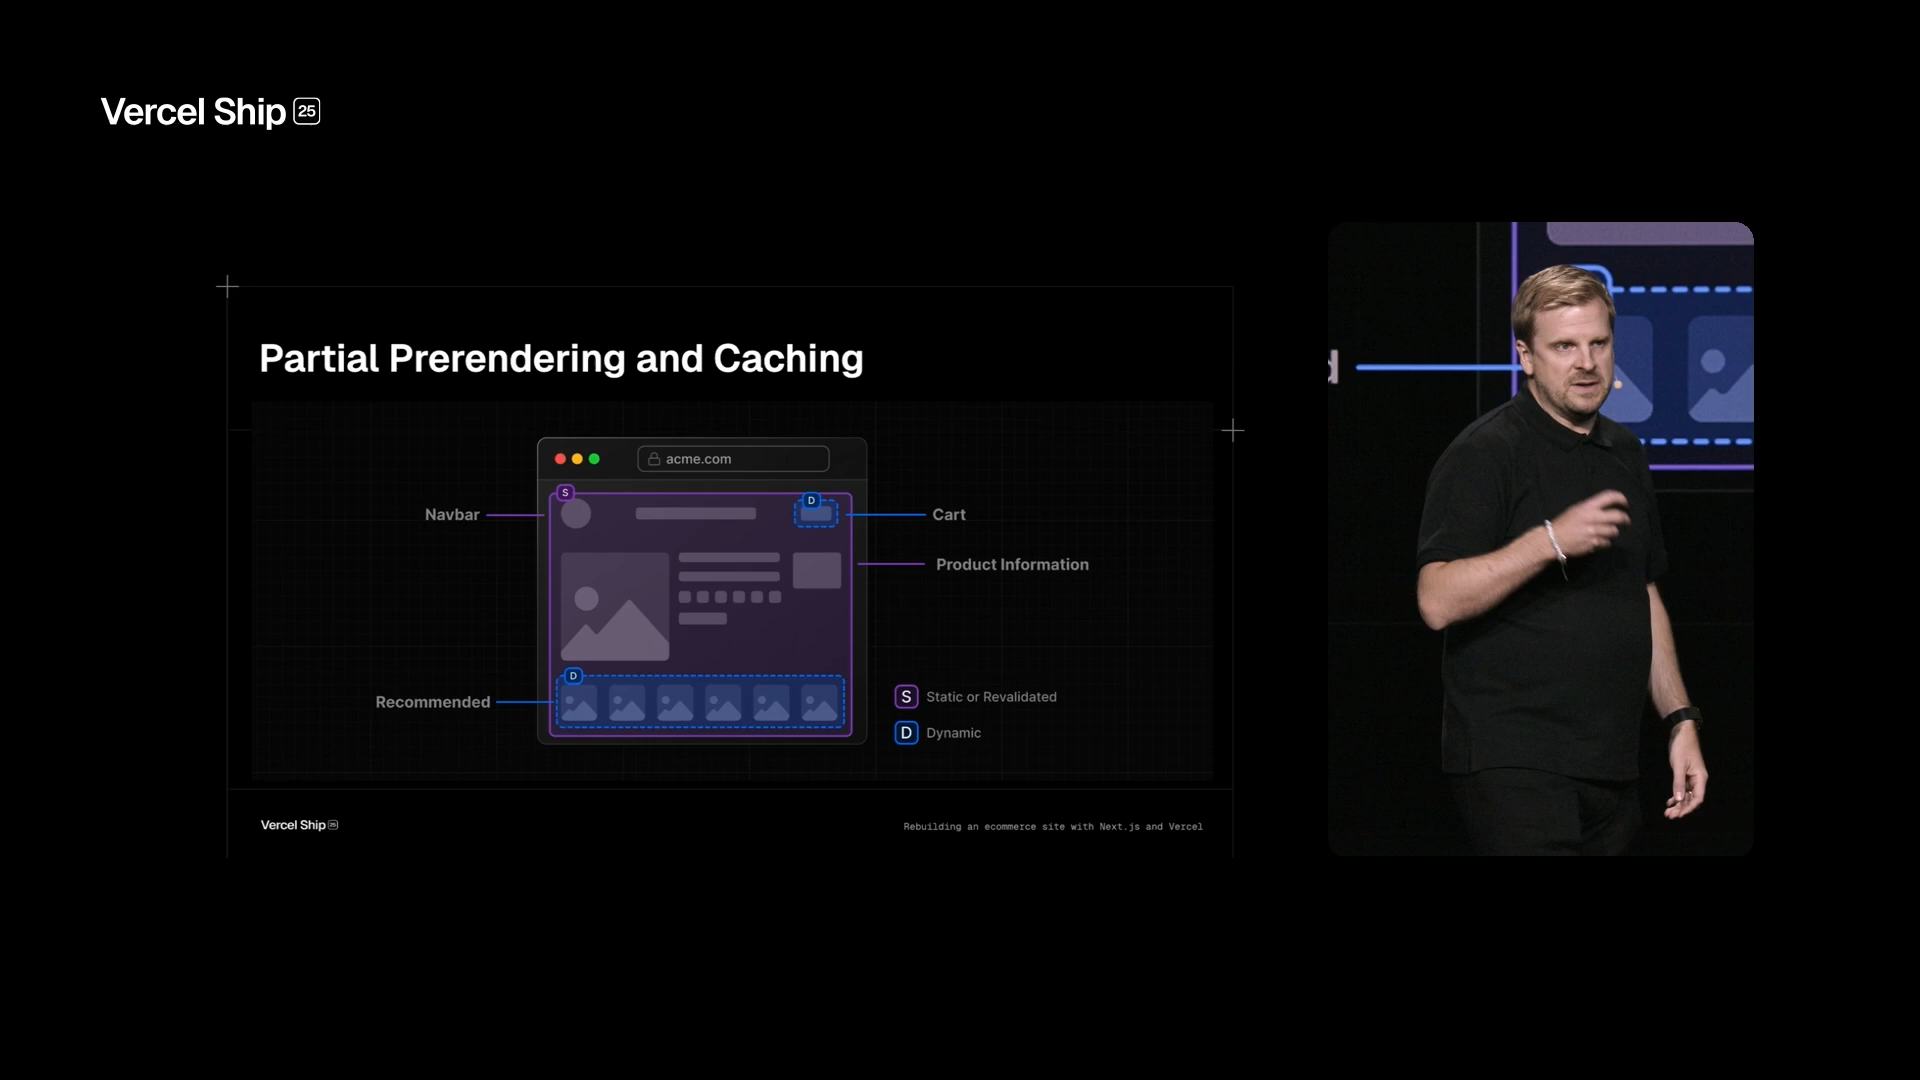 Vercel Ship 25
Partial Prerendering and Caching
acme.com
S
D
Navbar
Cart
Product Information
D
Recommended
S Static or Revalidated
D Dynamic
Vercel Ship 25
Rebuilding an ecommerce site with Next.js and Vercel
d